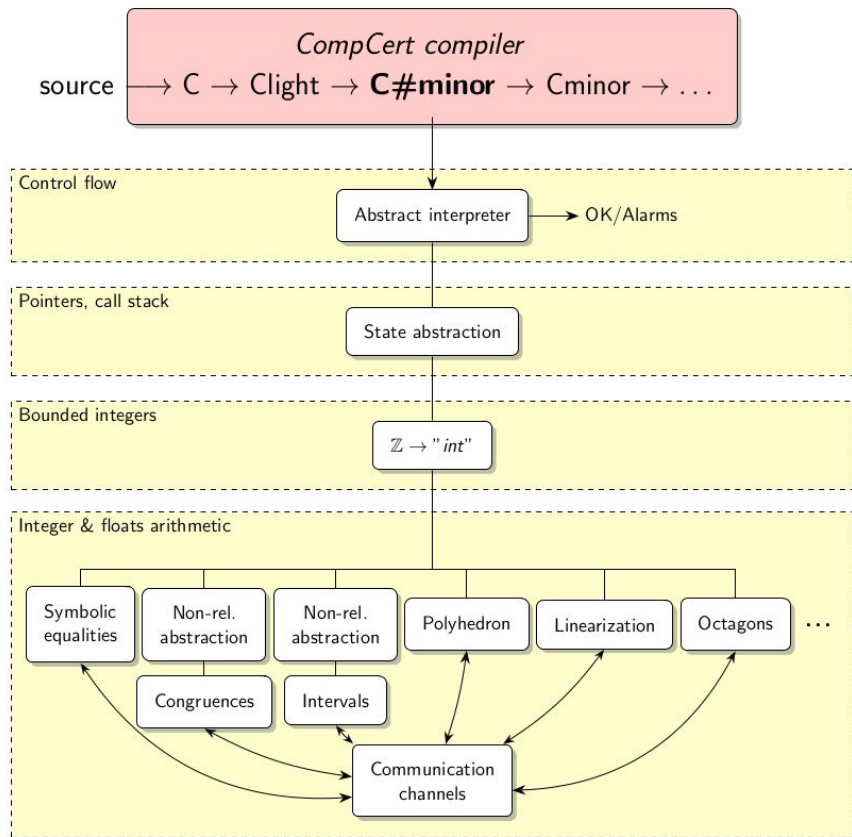 CompCert compiler
source → C → Clight → C#minor → Cminor → ...
Control flow
Abstract interpreter → OK/Alarms
Pointers, call stack
State abstraction
Bounded integers
ℤ → "int"
Integer & floats arithmetic
Symbolic
equalities
Non-rel.
abstraction
Non-rel.
abstraction
Polyhedron
Linearization
Octagons
...
Congruences
Intervals
Communication
channels